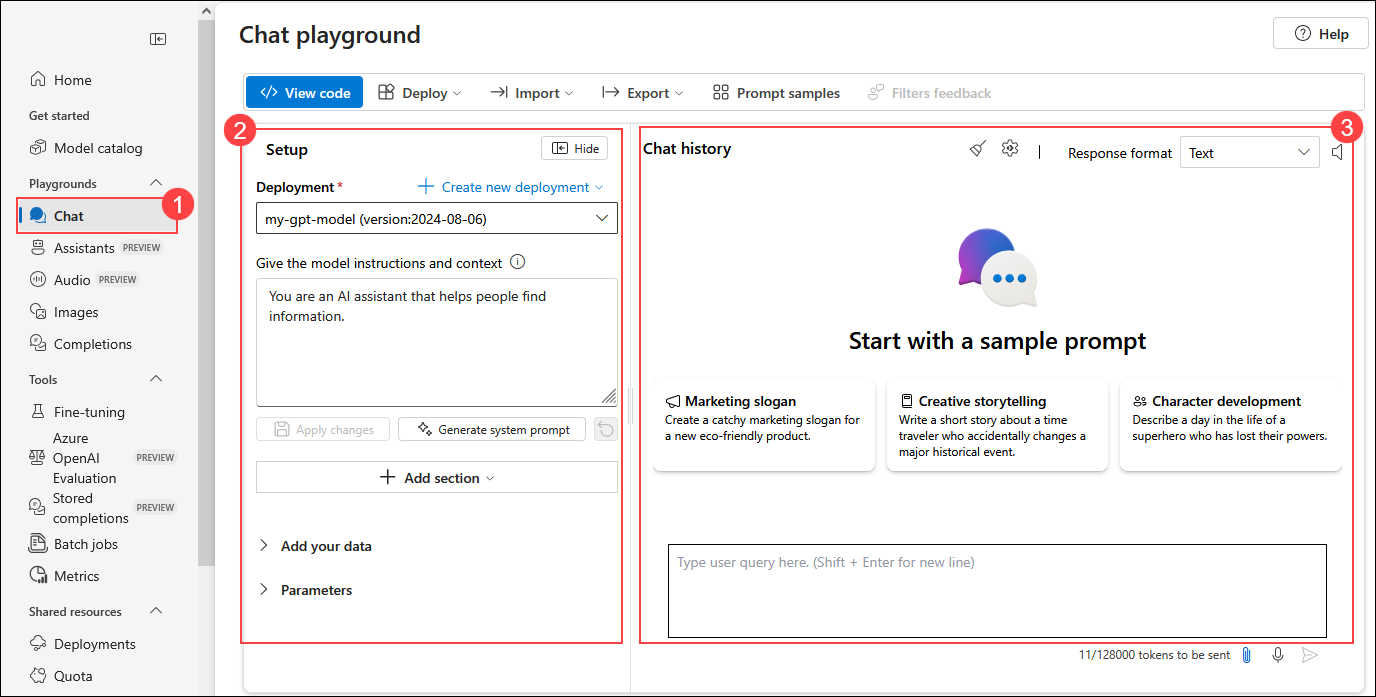 Home
Get started
Model catalog
Playgrounds
Chat
1
Assistants PREVIEW
Audio PREVIEW
Images
Completions
Tools
Fine-tuning
Azure
OpenAI PREVIEW
Evaluation
Stored
completions PREVIEW
Batch jobs
Metrics
Shared resources
Deployments
Quota
Chat playground
Help
View code
Deploy
Import
Export
Prompt samples
Filters feedback
2
Setup
Hide
Deployment *
Create new deployment
my-gpt-model (version:2024-08-06)
Give the model instructions and context
You are an AI assistant that helps people find
information.
Apply changes
Generate system prompt
Add section
Add your data
Parameters
3
Chat history
Response format
Text
Start with a sample prompt
Marketing slogan
Create a catchy marketing slogan for
a new eco-friendly product.
Creative storytelling
Write a short story about a time
traveler who accidentally changes a
major historical event.
Character development
Describe a day in the life of a
superhero who has lost their powers.
Type user query here. (Shift + Enter for new line)
11/128000 tokens to be sent